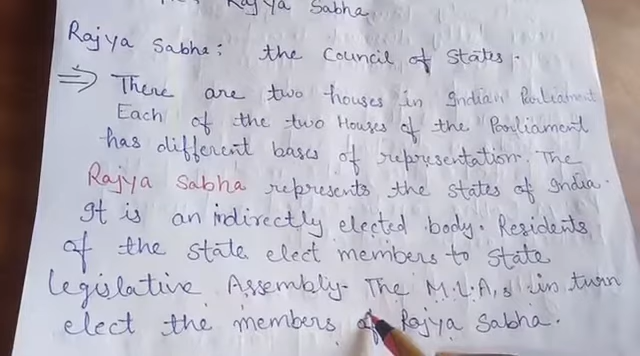 Rajya Sabha
Rajya Sabha: the Council of States.
⇒ There are two houses in Indian Parliament
Each of the two Houses of the Parliament
has different bases of representation. The
Rajya Sabha represents the states of India.
It is an indirectly elected body. Residents
of the state elect members to State
legislative Assembly. The M.L.A,s in turn
elect the members of Rajya Sabha.